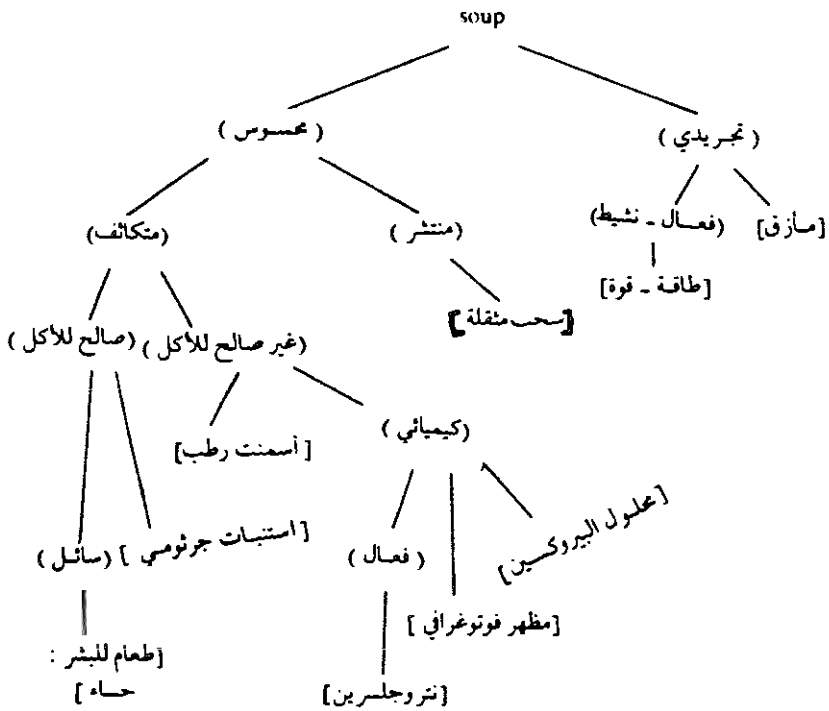 soup
(محسوس) (تجريدي)
(متكاثف) (منتشر) (فعال - نشيط) [مأزق]
[طاقة - قوة]
[سحب مثقلة]
(صالح للأكل) (غير صالح للأكل)
(كيميائي)
[أسمنت رطب]
[محلول البيروكسين]
(سائل) [استنبات جرثومي] (فعال)
[مظهر فوتوغرافي]
[طعام للبشر :
حساء]
[نتروجلسرين]